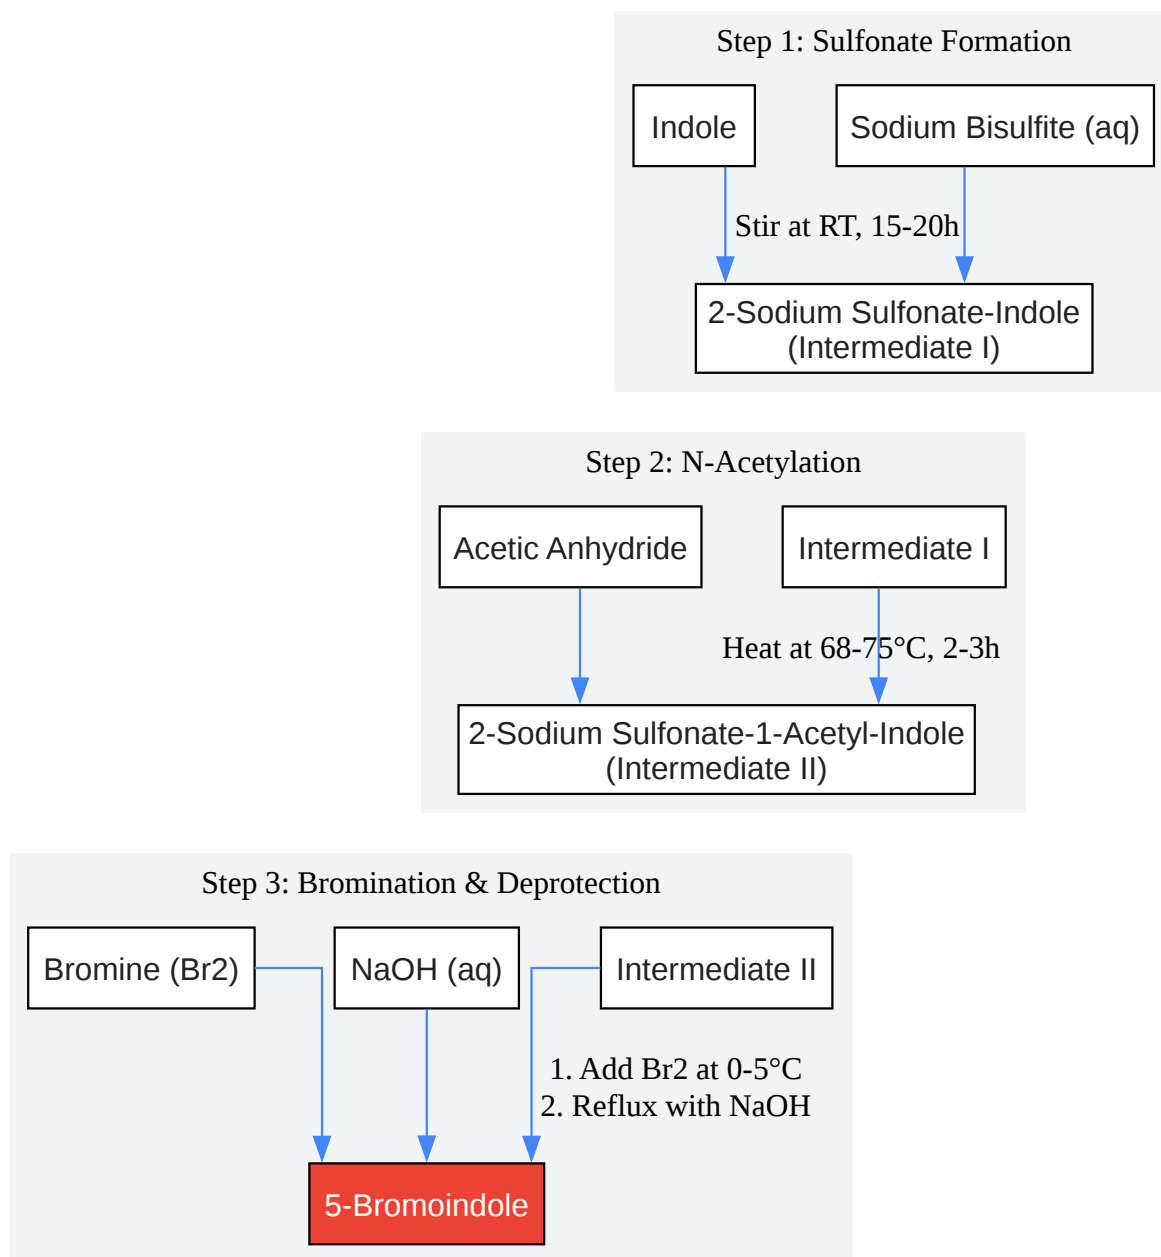 Step 1: Sulfonate Formation
Indole
Sodium Bisulfite (aq)
Stir at RT, 15-20h
2-Sodium Sulfonate-Indole
(Intermediate I)
Step 2: N-Acetylation
Acetic Anhydride
Intermediate I
Heat at 68-75°C, 2-3h
2-Sodium Sulfonate-1-Acetyl-Indole
(Intermediate II)
Step 3: Bromination & Deprotection
Bromine (Br2)
NaOH (aq)
Intermediate II
1. Add Br2 at 0-5°C
2. Reflux with NaOH
5-Bromoindole